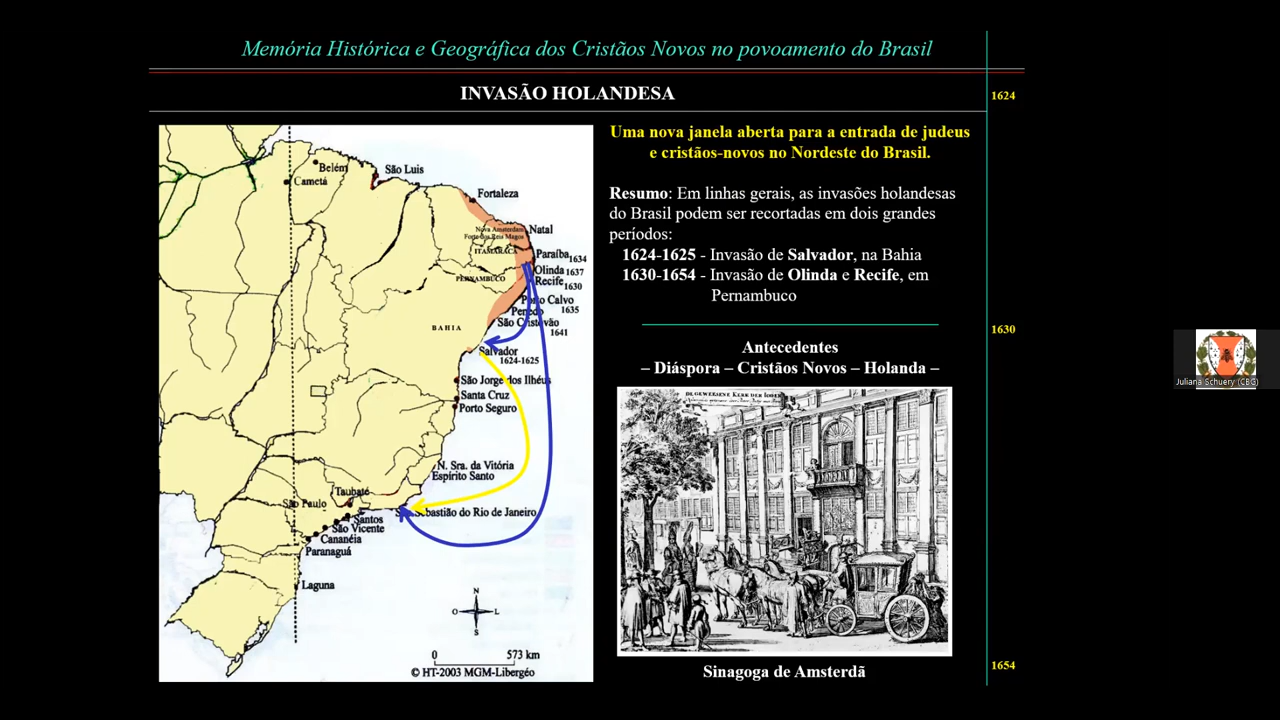 Memória Histórica e Geográfica dos Cristãos Novos no povoamento do Brasil
INVASÃO HOLANDESA
1624
Uma nova janela aberta para a entrada de judeus
e cristãos-novos no Nordeste do Brasil.
Resumo: Em linhas gerais, as invasões holandesas
do Brasil podem ser recortadas em dois grandes
períodos:
1624-1625 - Invasão de Salvador, na Bahia
1630-1654 - Invasão de Olinda e Recife, em
Pernambuco
1630
Antecedentes
– Diáspora – Cristãos Novos – Holanda –
Sinagoga de Amsterdã
1654
Belém
São Luis
Cametá
Fortaleza
Nova Amsterdam
Natal
Forte dos Reis Magos
ITAMARACÁ
Paraíba 1634
Olinda 1637
PERNAMBUCO
Recife 1630
Porto Calvo
1635
Penedo
São Cristóvão
1641
BAHIA
Salvador
1624-1625
São Jorge dos Ilhéus
Santa Cruz
Porto Seguro
N. Sra. da Vitória
Espírito Santo
Taubaté
São Paulo
Sebastião do Rio de Janeiro
Santos
São Vicente
Cananéia
Paranaguá
Laguna
N
O L
S
0 573 km
© HT-2003 MGM-Libergéo
Juliana Schuery (CBG)